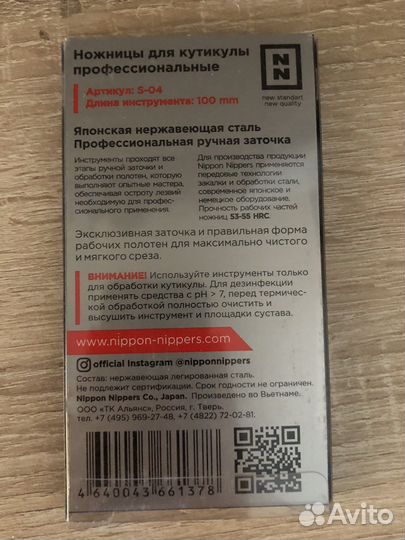 Ножницы для кутикулы
профессиональные
NN
new standart
new quality
Артикул: S-04
Длина инструмента: 100 mm
Японская нержавеющая сталь
Профессиональная ручная заточка
Инструменты проходят все
этапы ручной заточки и
обработки полотен, которую
выполняют опытные мастера,
обеспечивая остроту лезвий
необходимую для профес-
сионального применения.
Для производства продукции
Nippon Nippers применяются
передовые технологии
закалки и обработки стали,
современное японское и
немецкое оборудование.
Прочность рабочих частей
ножниц 53-55 HRC.
Эксклюзивная заточка и правильная форма
рабочих полотен для максимально чистого
и мягкого среза.
ВНИМАНИЕ! Используйте инструменты только
для обработки кутикулы. Для дезинфекции
применять средства с pH > 7, перед термичес-
кой обработкой полностью очистить и
высушить инструмент и площадки сустава.
www.nippon-nippers.com
official instagram @nipponnippers
Состав: нержавеющая легированная сталь.
Не подлежит сертификации. Срок годности не ограничен.
Nippon Nippers Co., Japan. Произведено во Вьетнаме.
ООО «ТК Альянс», Россия, г. Тверь.
тел. +7 (495) 969-27-48, +7 (4822) 72-02-81.
4 640043 661378
Avito